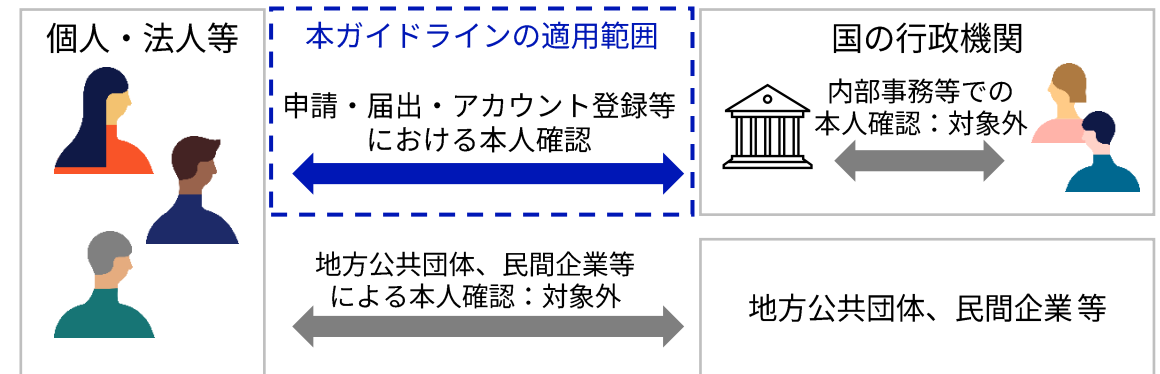 個人・法人等
本ガイドラインの適用範囲
申請・届出・アカウント登録等
における本人確認
国の行政機関
内部事務等での
本人確認：対象外
地方公共団体、民間企業等
による本人確認：対象外
地方公共団体、民間企業等